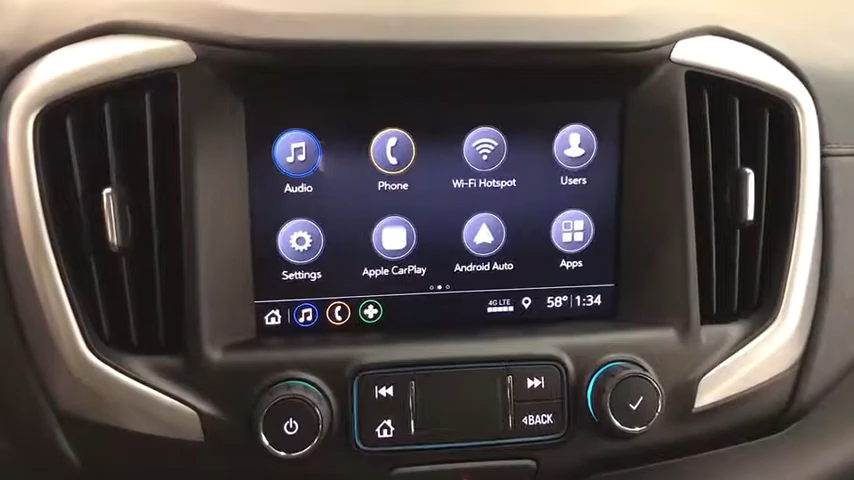 Audio Phone Wi-Fi Hotspot Users
Settings Apple CarPlay Android Auto Apps
4G LTE 58° 1:34
BACK